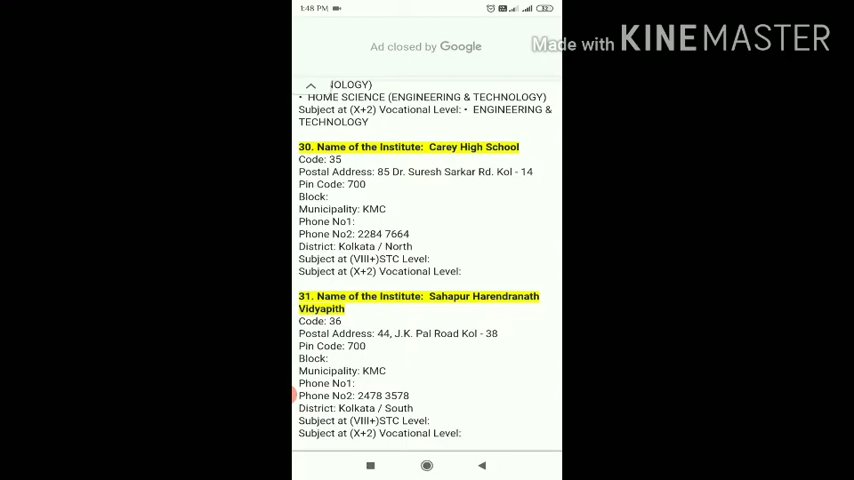 1:48 PM
Ad closed by Google
Made with KINEMASTER
NOLOGY)
• HOME SCIENCE (ENGINEERING & TECHNOLOGY)
Subject at (X+2) Vocational Level: • ENGINEERING &
TECHNOLOGY
30. Name of the Institute: Carey High School
Code: 35
Postal Address: 85 Dr. Suresh Sarkar Rd. Kol - 14
Pin Code: 700
Block:
Municipality: KMC
Phone No1:
Phone No2: 2284 7664
District: Kolkata / North
Subject at (VIII+)STC Level:
Subject at (X+2) Vocational Level:
31. Name of the Institute: Sahapur Harendranath
Vidyapith
Code: 36
Postal Address: 44, J.K. Pal Road Kol - 38
Pin Code: 700
Block:
Municipality: KMC
Phone No1:
Phone No2: 2478 3578
District: Kolkata / South
Subject at (VIII+)STC Level:
Subject at (X+2) Vocational Level: